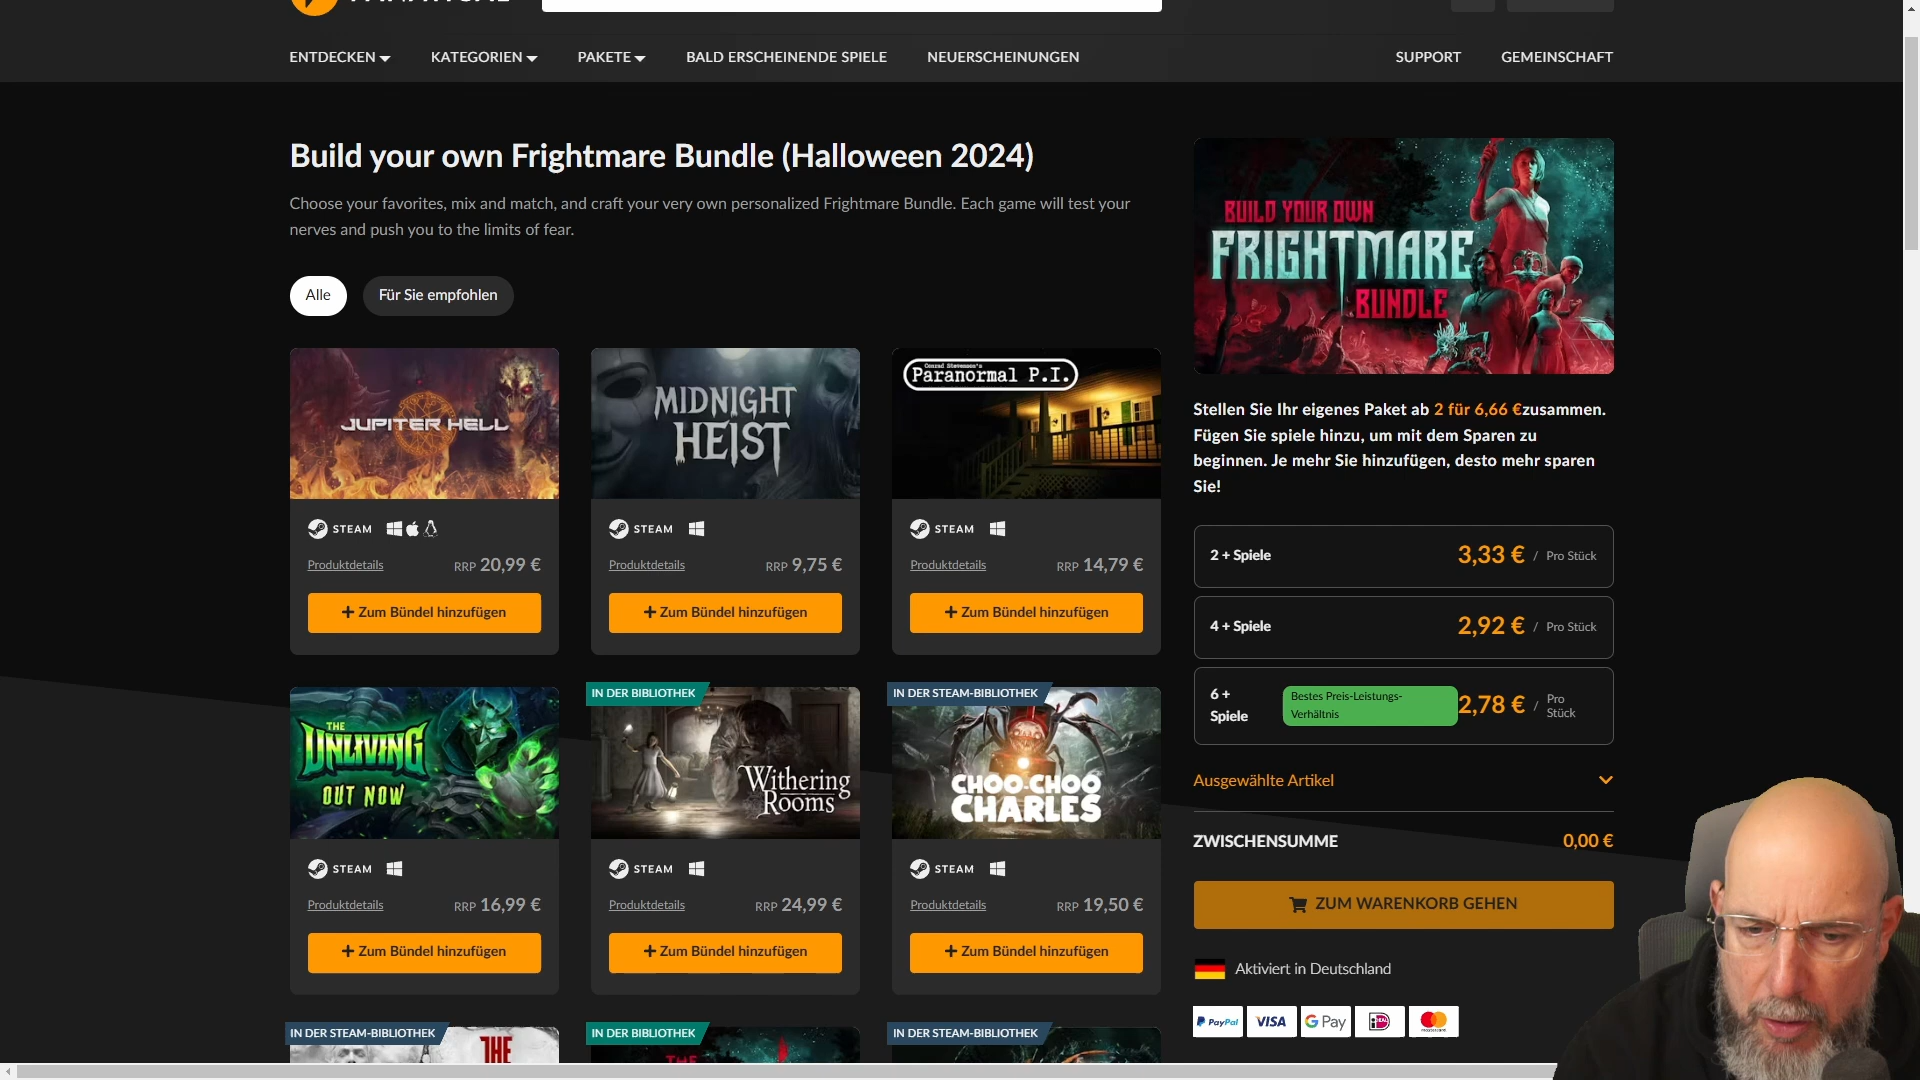 ENTDECKEN
KATEGORIEN
PAKETE
BALD ERSCHEINENDE SPIELE
NEUERSCHEINUNGEN
SUPPORT
GEMEINSCHAFT
Build your own Frightmare Bundle (Halloween 2024)
Choose your favorites, mix and match, and craft your very own personalized Frightmare Bundle. Each game will test your
nerves and push you to the limits of fear.
Alle
Für Sie empfohlen
JUPITER HELL
STEAM
Produktdetails
RRP 20,99 €
+ Zum Bündel hinzufügen
MIDNIGHT
HEIST
STEAM
Produktdetails
RRP 9,75 €
+ Zum Bündel hinzufügen
Conrad Stevenson's
Paranormal P.I.
STEAM
Produktdetails
RRP 14,79 €
+ Zum Bündel hinzufügen
THE
UNLIVING
OUT NOW
STEAM
Produktdetails
RRP 16,99 €
+ Zum Bündel hinzufügen
IN DER BIBLIOTHEK
Withering
Rooms
STEAM
Produktdetails
RRP 24,99 €
+ Zum Bündel hinzufügen
IN DER STEAM-BIBLIOTHEK
CHOO-CHOO
CHARLES
STEAM
Produktdetails
RRP 19,50 €
+ Zum Bündel hinzufügen
IN DER STEAM-BIBLIOTHEK
THE
IN DER BIBLIOTHEK
THE
IN DER STEAM-BIBLIOTHEK
BUILD YOUR OWN
FRIGHTMARE
BUNDLE
Stellen Sie Ihr eigenes Paket ab 2 für 6,66 €zusammen.
Fügen Sie spiele hinzu, um mit dem Sparen zu
beginnen. Je mehr Sie hinzufügen, desto mehr sparen
Sie!
2 + Spiele
3,33 € / Pro Stück
4 + Spiele
2,92 € / Pro Stück
6 +
Spiele
Bestes Preis-Leistungs-
Verhältnis
2,78 € / Pro
Stück
Ausgewählte Artikel
ZWISCHENSUMME
0,00 €
ZUM WARENKORB GEHEN
Aktiviert in Deutschland
PayPal
VISA
G Pay
iDEAL
mastercard